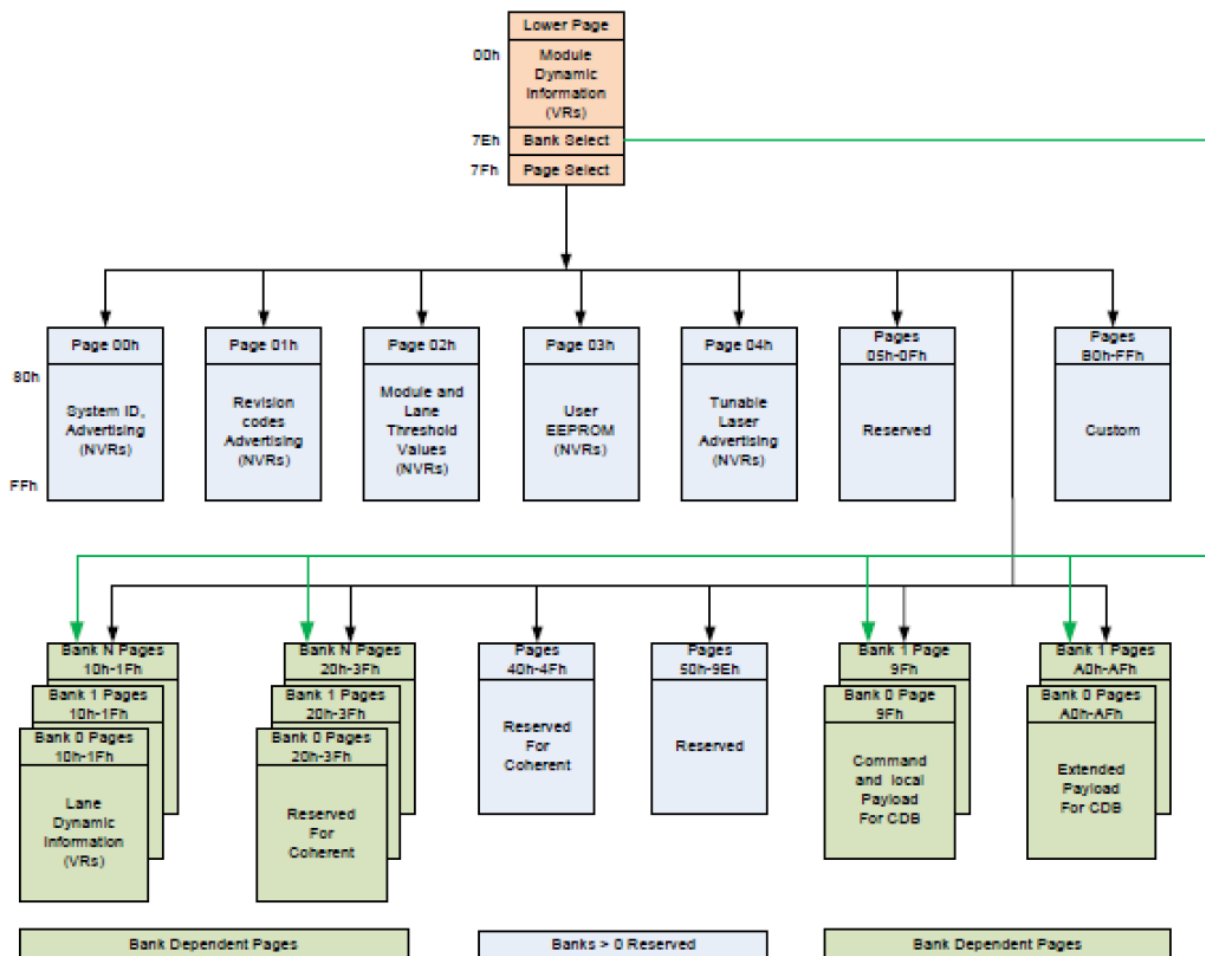 Lower Page
00h
Module
Dynamic
Information
(VRs)
7Eh
Bank Select
7Fh
Page Select
Page 00h
80h
System ID,
Advertising
(NVRs)
FFh
Page 01h
Revision
codes
Advertising
(NVRs)
Page 02h
Module and
Lane
Threshold
Values
(NVRs)
Page 03h
User
EEPROM
(NVRs)
Page 04h
Tunable
Laser
Advertising
(NVRs)
Pages
05h-0Fh
Reserved
Pages
B0h-FFh
Custom
Bank N Pages
10h-1Fh
Bank 1 Pages
10h-1Fh
Bank 0 Pages
10h-1Fh
Lane
Dynamic
Information
(VRs)
Bank N Pages
20h-3Fh
Bank 1 Pages
20h-3Fh
Bank 0 Pages
20h-3Fh
Reserved
For
Coherent
Pages
40h-4Fh
Reserved
For
Coherent
Pages
50h-9Eh
Reserved
Bank 1 Page
9Fh
Bank 0 Page
9Fh
Command
and local
Payload
For CDB
Bank 1 Pages
A0h-AFh
Bank 0 Pages
A0h-AFh
Extended
Payload
For CDB
Bank Dependent Pages
Banks > 0 Reserved
Bank Dependent Pages